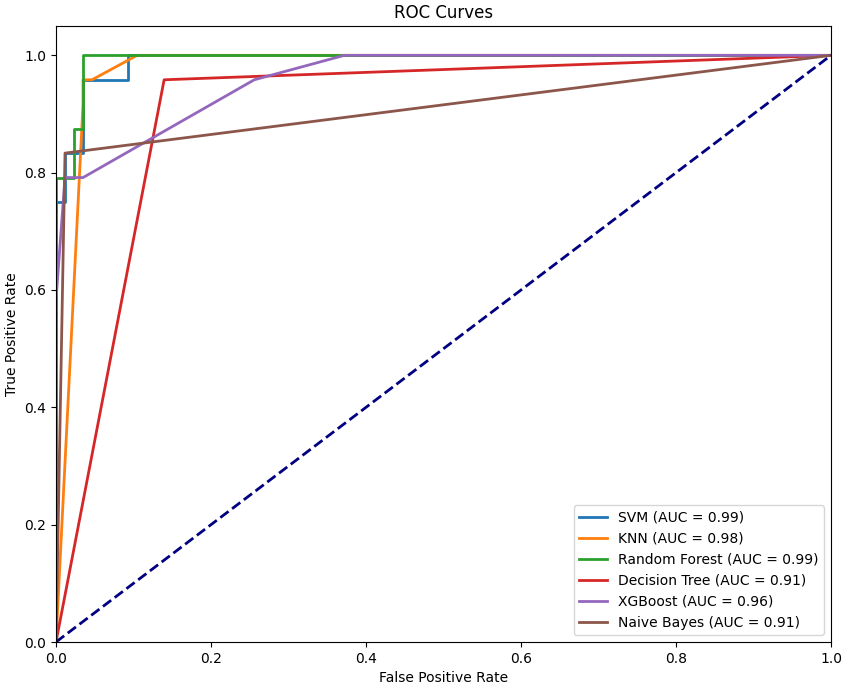 ROC Curves
True Positive Rate
1.0
0.8
0.6
0.4
0.2
0.0
0.0 0.2 0.4 0.6 0.8 1.0
False Positive Rate
SVM (AUC = 0.99)
KNN (AUC = 0.98)
Random Forest (AUC = 0.99)
Decision Tree (AUC = 0.91)
XGBoost (AUC = 0.96)
Naive Bayes (AUC = 0.91)